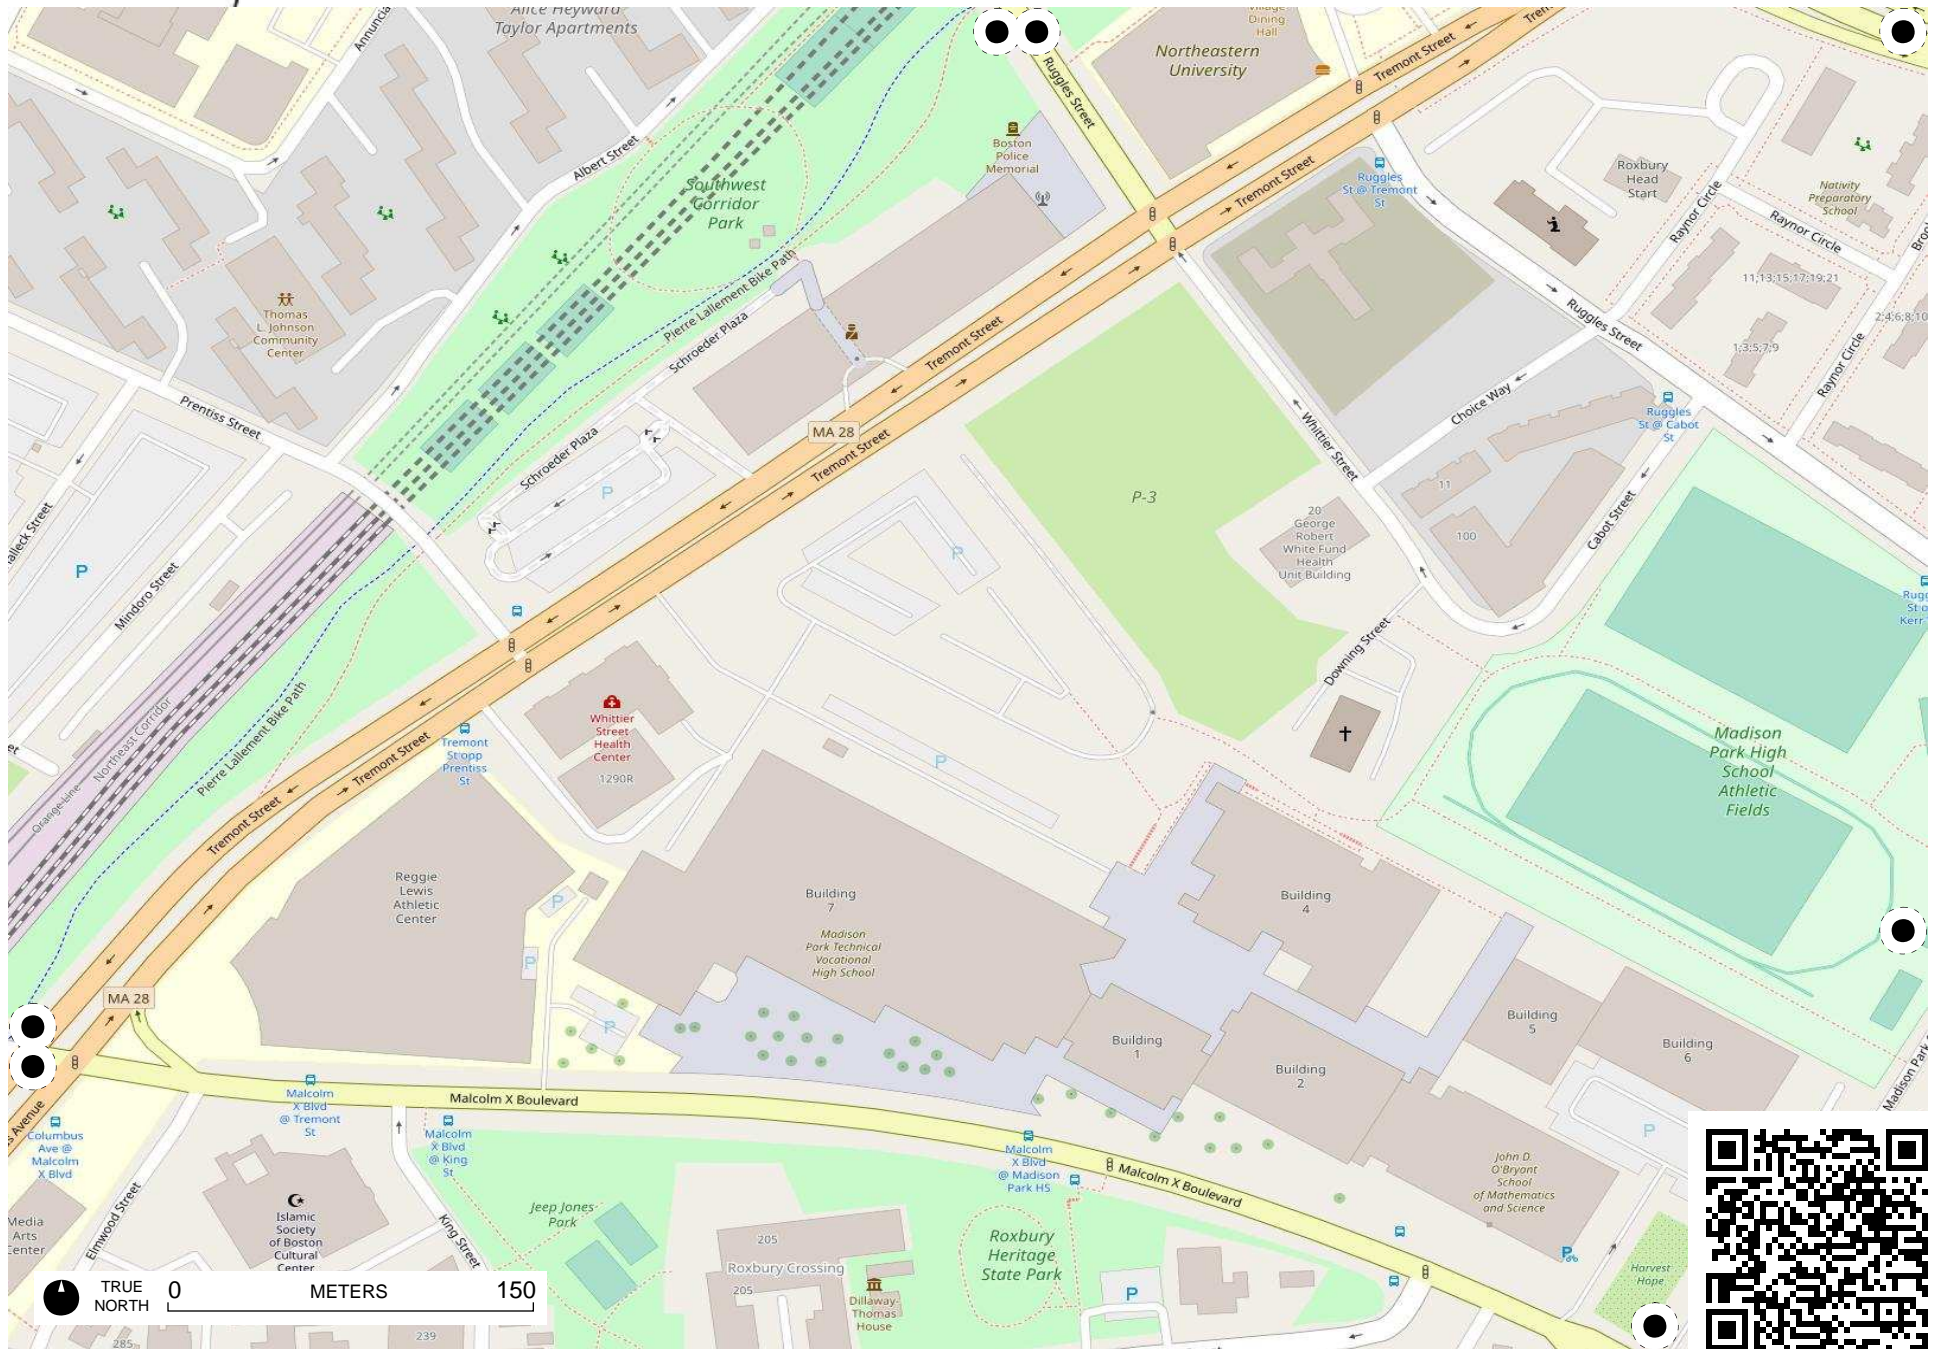 Alice Heyward
Taylor Apartments
Village
Dining
Hall
Northeastern
University
Tremont Street
Ruggles Street
Tremont Street
Albert Street
Southwest
Corridor
Park
Boston
Police
Memorial
Ruggles
St @ Tremont
St
Roxbury
Head
Start
Nativity
Preparatory
School
Raynor Circle
Raynor Circle
11;13;15;17;19;21
2;4;6;8;10
1;3;5;7;9
Raynor Circle
Ruggles Street
Thomas
L. Johnson
Community
Center
Pierre Lallement Bike Path
Schroeder Plaza
Tremont Street
Prentiss Street
MA 28
Tremont Street
Whittier Street
Choice Way
Ruggles
St @ Cabot
St
Schroeder Plaza
P
P-3
11
100
Cabot Street
20
George
Robert
White Fund
Health
Unit Building
P
P
Mindoro Street
Downing Street
Northeast Corridor
Orange Line
Pierre Lallement Bike Path
Whittier
Street
Health
Center
1290R
Tremont
St opp
Prentiss
St
Tremont Street
Tremont Street
P
Madison
Park High
School
Athletic
Fields
Reggie
Lewis
Athletic
Center
P
P
P
Building
7
Madison
Park Technical
Vocational
High School
Building
4
Building
5
Building
6
Building
1
Building
2
MA 28
Malcolm X Boulevard
Malcolm
X Blvd
@ Tremont
St
Malcolm
X Blvd
@ King
St
Columbus
Ave @
Malcolm
X Blvd
Malcolm
X Blvd
@ Madison
Park HS
Malcolm X Boulevard
John D.
O'Bryant
School
of Mathematics
and Science
P
P
Madison Park
Media
Arts
Center
Elmwood Street
Islamic
Society
of Boston
Cultural
Center
King Street
Jeep Jones
Park
205
Roxbury Crossing
205
Roxbury
Heritage
State Park
Dillaway-
Thomas
House
P
Harvest
Hope
239
285
TRUE
NORTH
0 METERS 150